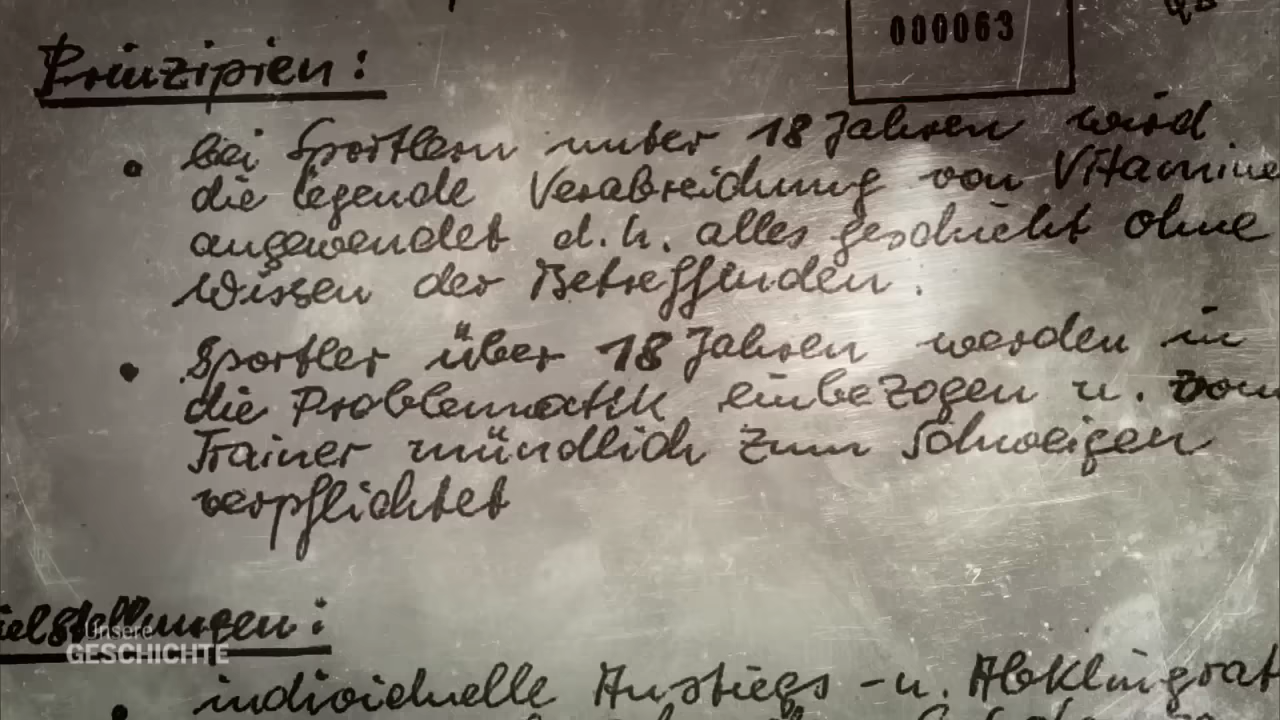 000063
Prinzipien:
• bei Sportlern unter 18 Jahren wird
die legende Verabreichung von Vitamine
angewendet d.h. alles geschieht ohne
Wissen der Betreffenden.
• Sportler über 18 Jahren werden in
die Problematik einbezogen u. vom
Trainer mündlich zum Schweigen
verpflichtet
ielstellungen:
Unsere
GESCHICHTE
• individuelle Anstiegs -u. Abklingrat